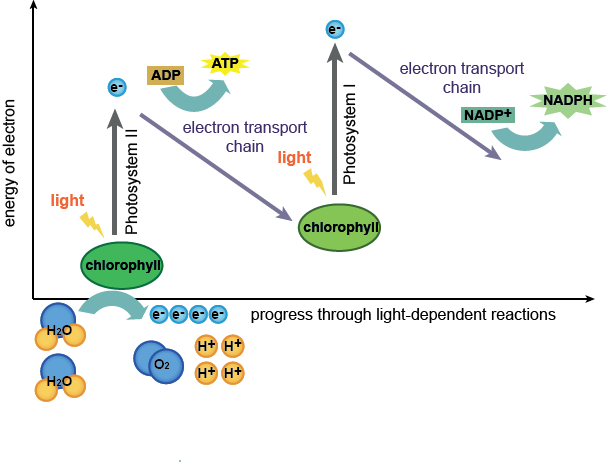 energy of electron
e-
ADP
ATP
electron transport
chain
Photosystem II
light
chlorophyll
e-
electron transport
chain
NADP+
NADPH
Photosystem I
light
chlorophyll
progress through light-dependent reactions
H2O
H2O
e- e- e- e-
O2
H+ H+
H+ H+